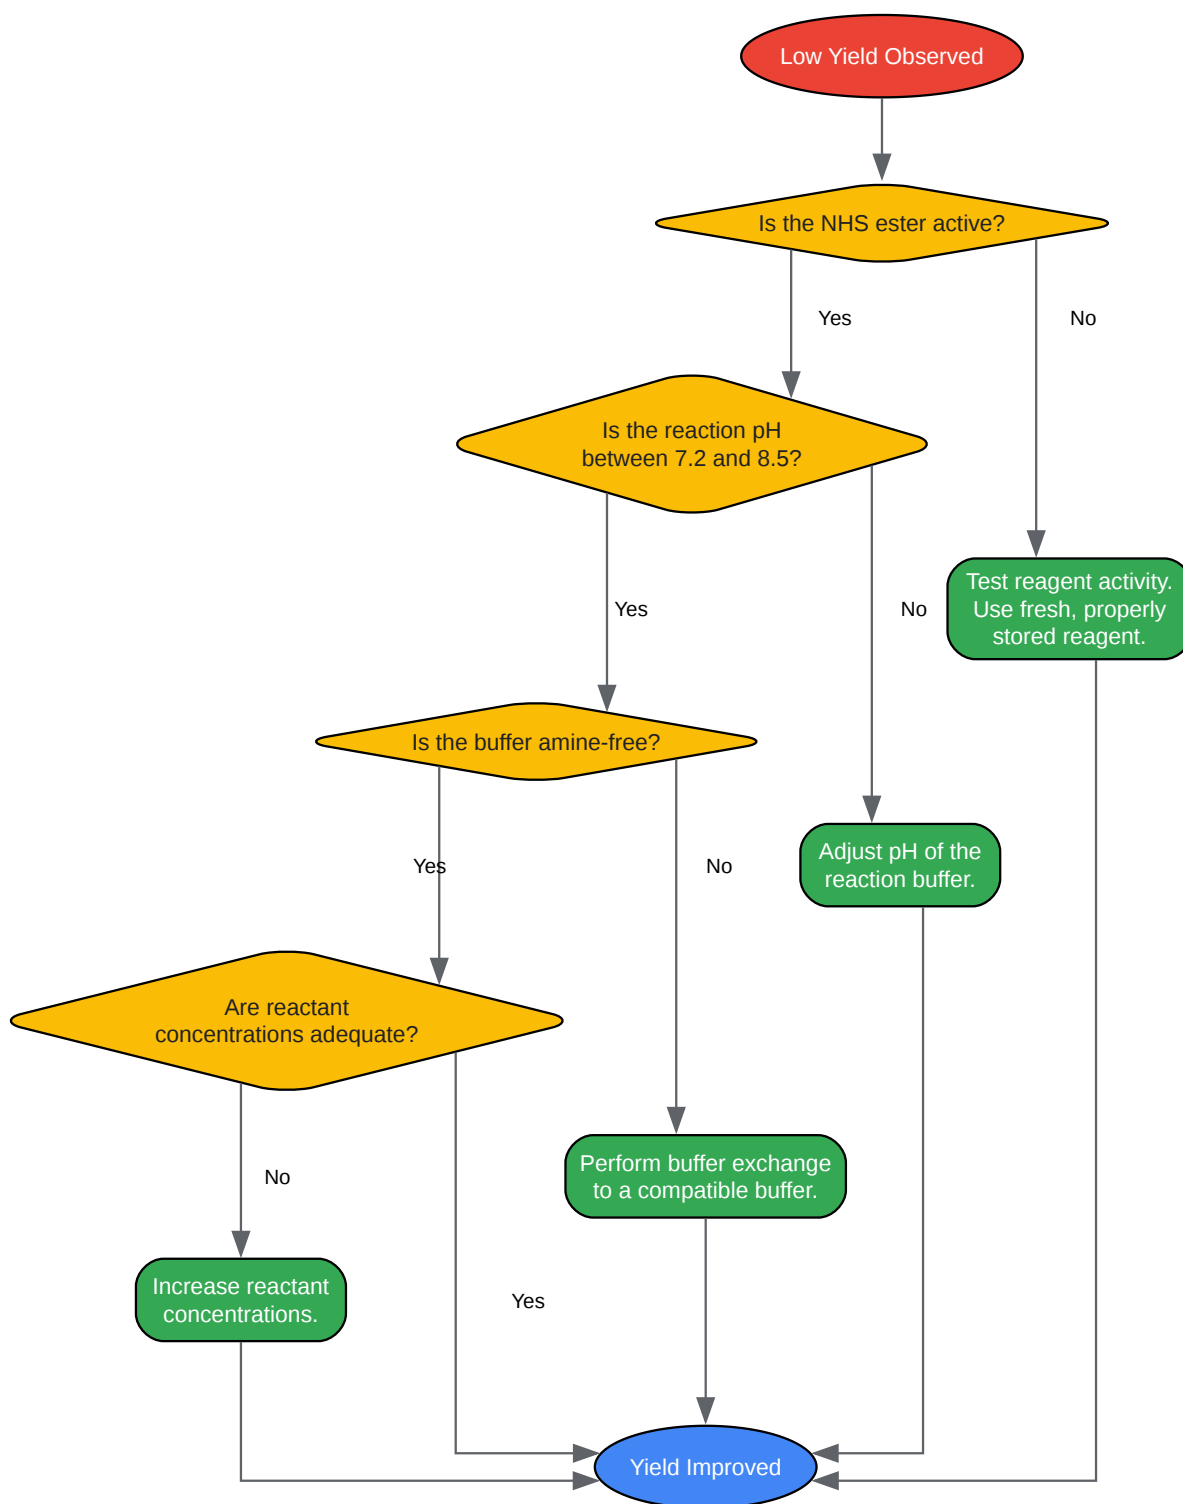 Low Yield Observed
Is the NHS ester active?
Yes
No
Is the reaction pH
between 7.2 and 8.5?
Yes
No
Test reagent activity.
Use fresh, properly
stored reagent.
Is the buffer amine-free?
Yes
No
Adjust pH of the
reaction buffer.
Are reactant
concentrations adequate?
No
Yes
Perform buffer exchange
to a compatible buffer.
Increase reactant
concentrations.
Yield Improved